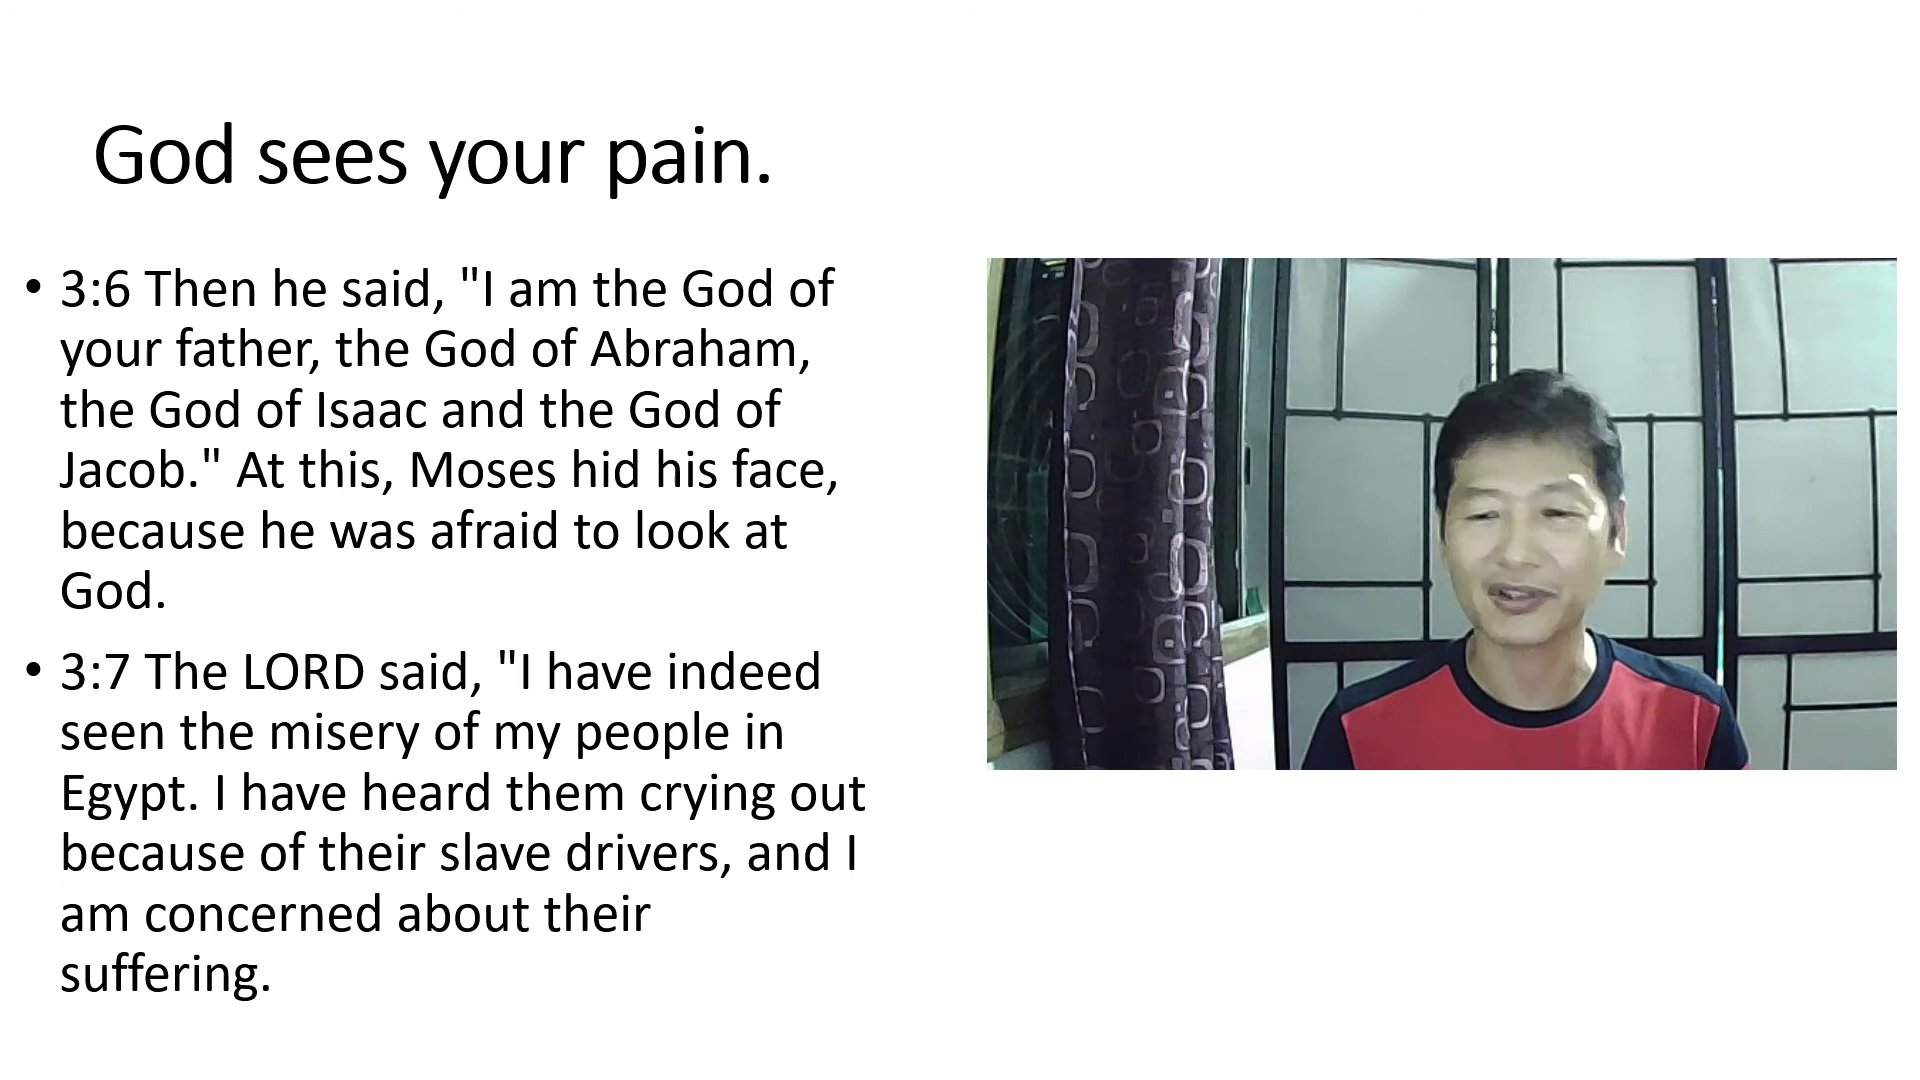 God sees your pain.
• 3:6 Then he said, "I am the God of
your father, the God of Abraham,
the God of Isaac and the God of
Jacob." At this, Moses hid his face,
because he was afraid to look at
God.
• 3:7 The LORD said, "I have indeed
seen the misery of my people in
Egypt. I have heard them crying out
because of their slave drivers, and I
am concerned about their
suffering.